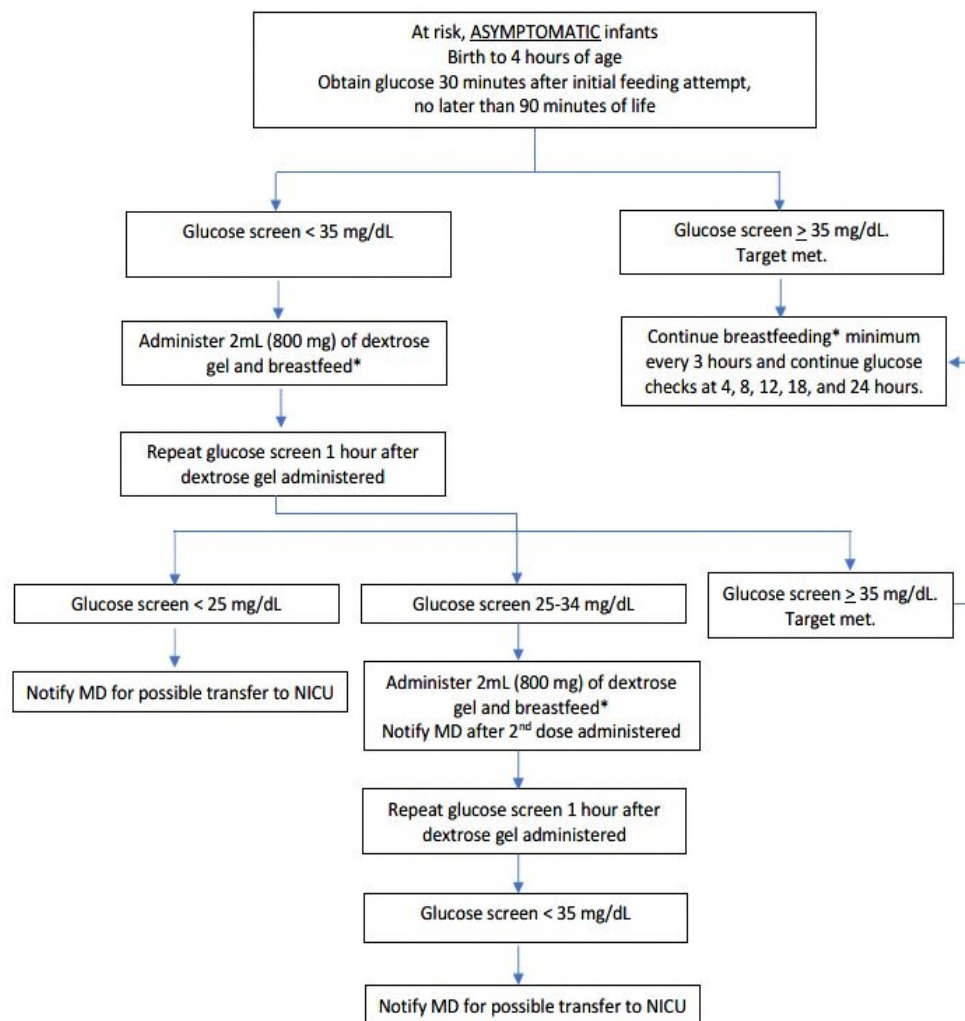 At risk, ASYMPTOMATIC infants
Birth to 4 hours of age
Obtain glucose 30 minutes after initial feeding attempt,
no later than 90 minutes of life
Glucose screen < 35 mg/dL
Glucose screen ≥ 35 mg/dL.
Target met.
Administer 2mL (800 mg) of dextrose
gel and breastfeed*
Continue breastfeeding* minimum
every 3 hours and continue glucose
checks at 4, 8, 12, 18, and 24 hours.
Repeat glucose screen 1 hour after
dextrose gel administered
Glucose screen < 25 mg/dL
Glucose screen 25-34 mg/dL
Glucose screen ≥ 35 mg/dL.
Target met.
Notify MD for possible transfer to NICU
Administer 2mL (800 mg) of dextrose
gel and breastfeed*
Notify MD after 2nd dose administered
Repeat glucose screen 1 hour after
dextrose gel administered
Glucose screen < 35 mg/dL
Notify MD for possible transfer to NICU